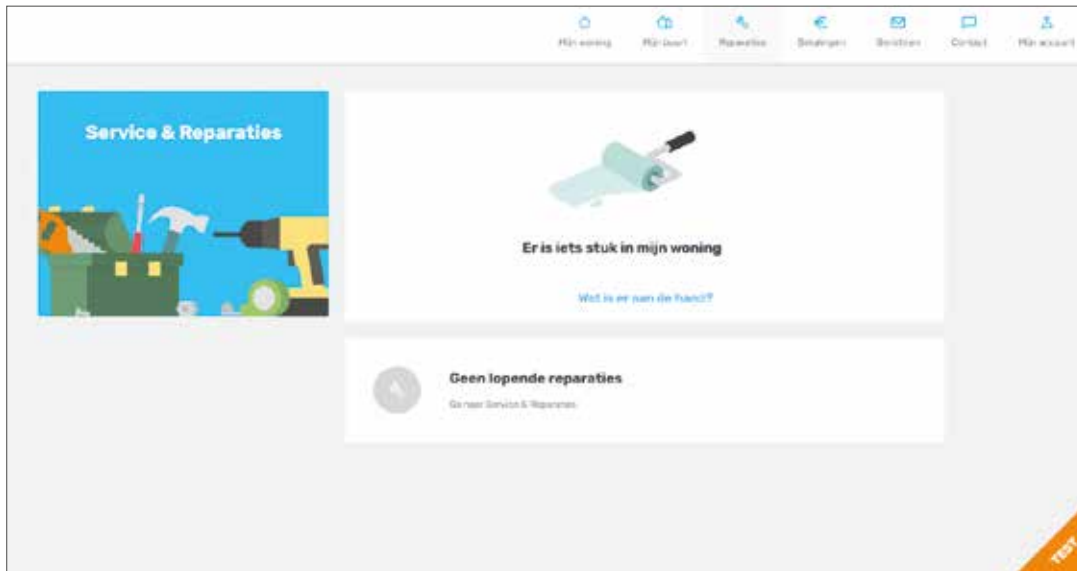 Mijn woning
Mijn buurt
Reparaties
Betalingen
Berichten
Contact
Mijn account
Service & Reparaties
Er is iets stuk in mijn woning
Wat is er aan de hand?
Geen lopende reparaties
Ga naar Service & Reparaties
TEST